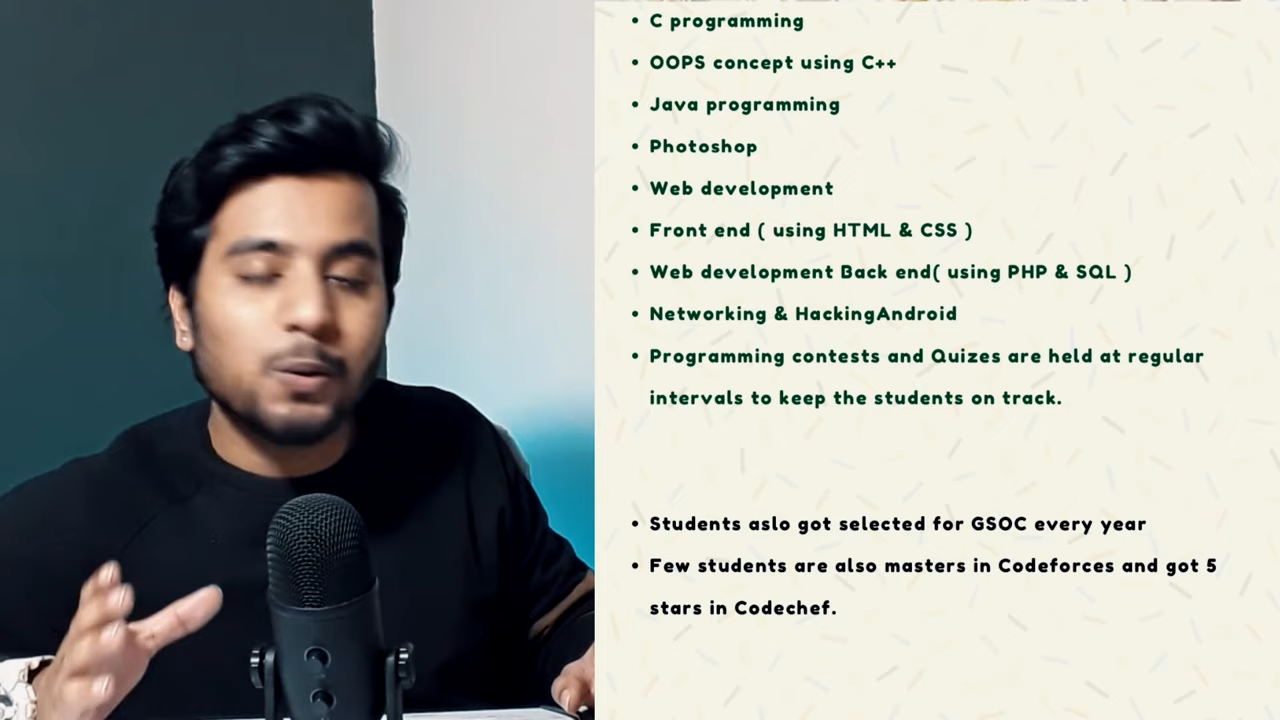 • C programming
• OOPS concept using C++
• Java programming
• Photoshop
• Web development
• Front end ( using HTML & CSS )
• Web development Back end( using PHP & SQL )
• Networking & HackingAndroid
• Programming contests and Quizes are held at regular
intervals to keep the students on track.
• Students aslo got selected for GSOC every year
• Few students are also masters in Codeforces and got 5
stars in Codechef.